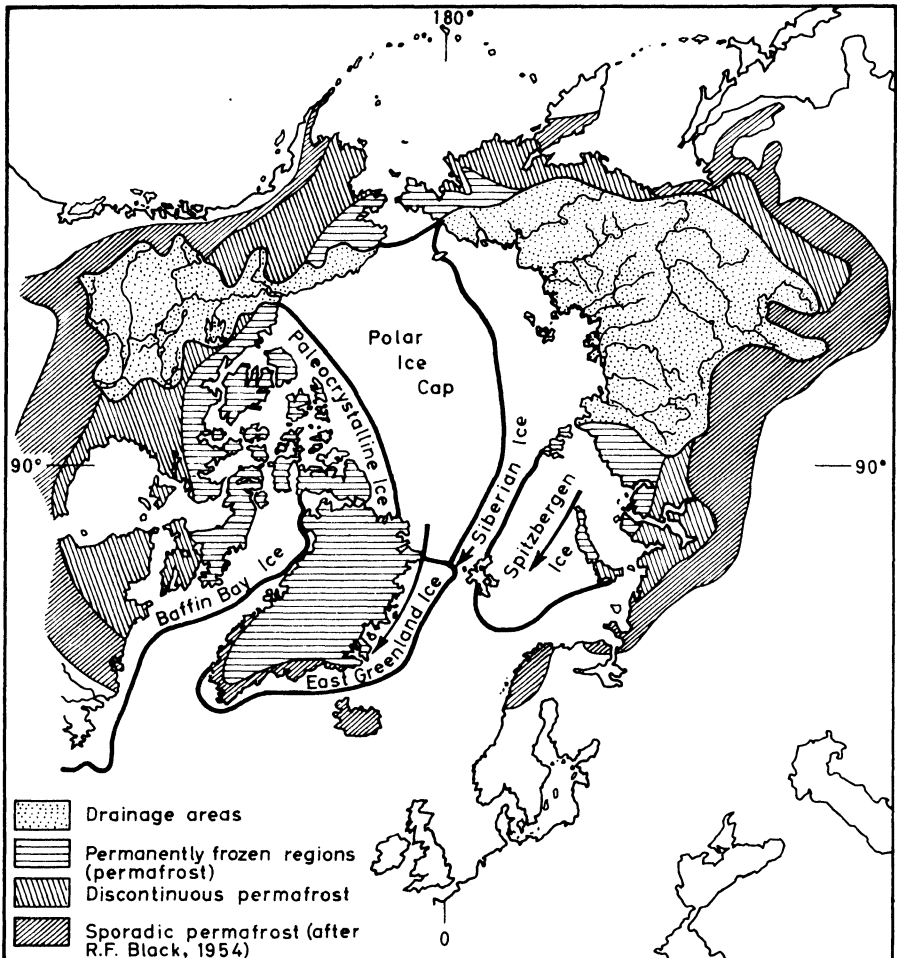 180°
Polar
Ice
Cap
Paleocrystalline Ice
90°
90°
Siberian Ice
Spitzbergen
Ice
Baffin Bay Ice
East Greenland Ice
Drainage areas
Permanently frozen regions
(permafrost)
Discontinuous permafrost
Sporadic permafrost (after
R.F. Black, 1954)
0